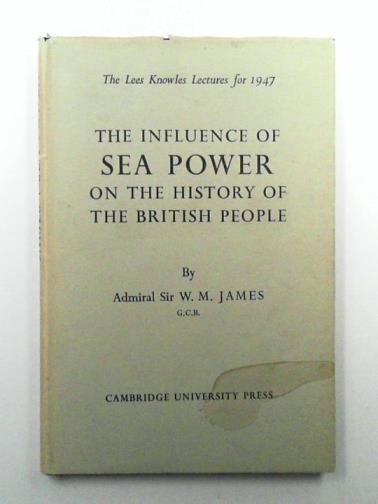 The Lees Knowles Lectures for 1947
THE INFLUENCE OF
SEA POWER
ON THE HISTORY OF
THE BRITISH PEOPLE
By
Admiral Sir W. M. JAMES
G.C.B.
CAMBRIDGE UNIVERSITY PRESS